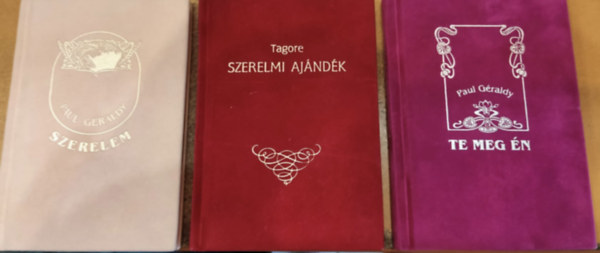 PAUL GÉRALDY
SZERELEM
Tagore
SZERELMI AJÁNDÉK
Paul Géraldy
TE MEG ÉN